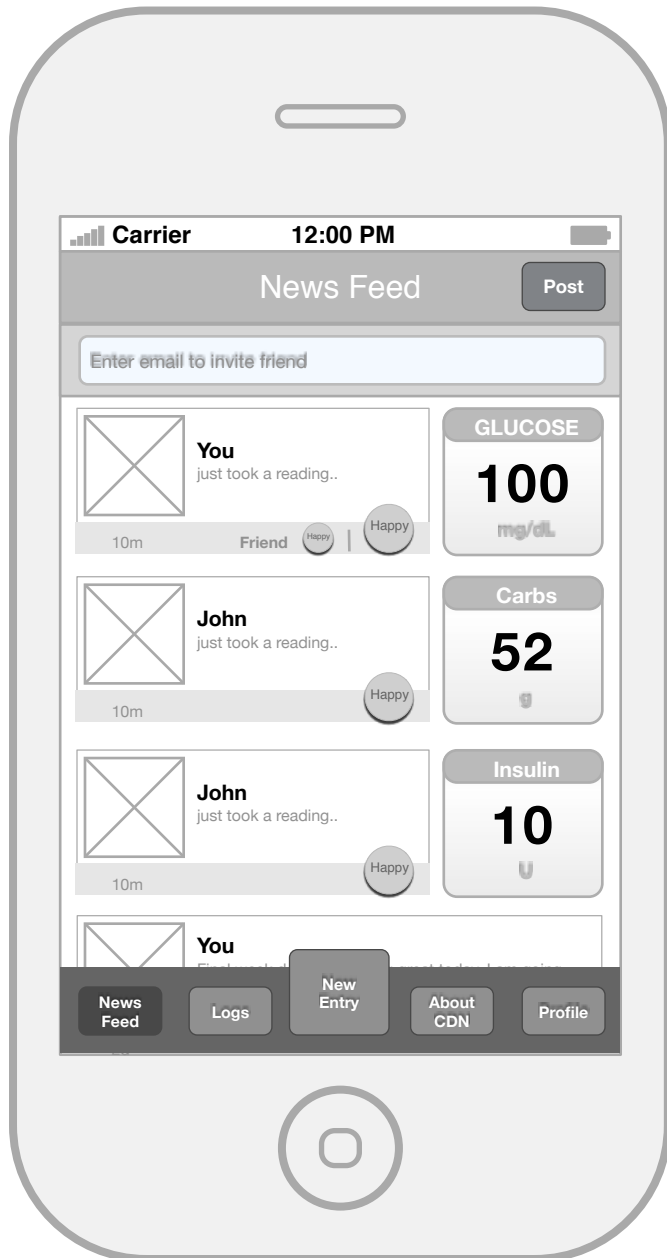 Carrier 12:00 PM
News Feed Post
Enter email to invite friend
You
just took a reading..
10m Friend Happy | Happy
GLUCOSE
100
mg/dL
John
just took a reading..
10m Happy
Carbs
52
g
John
just took a reading..
10m Happy
Insulin
10
U
You
News Feed
Logs
New Entry
About CDN
Profile